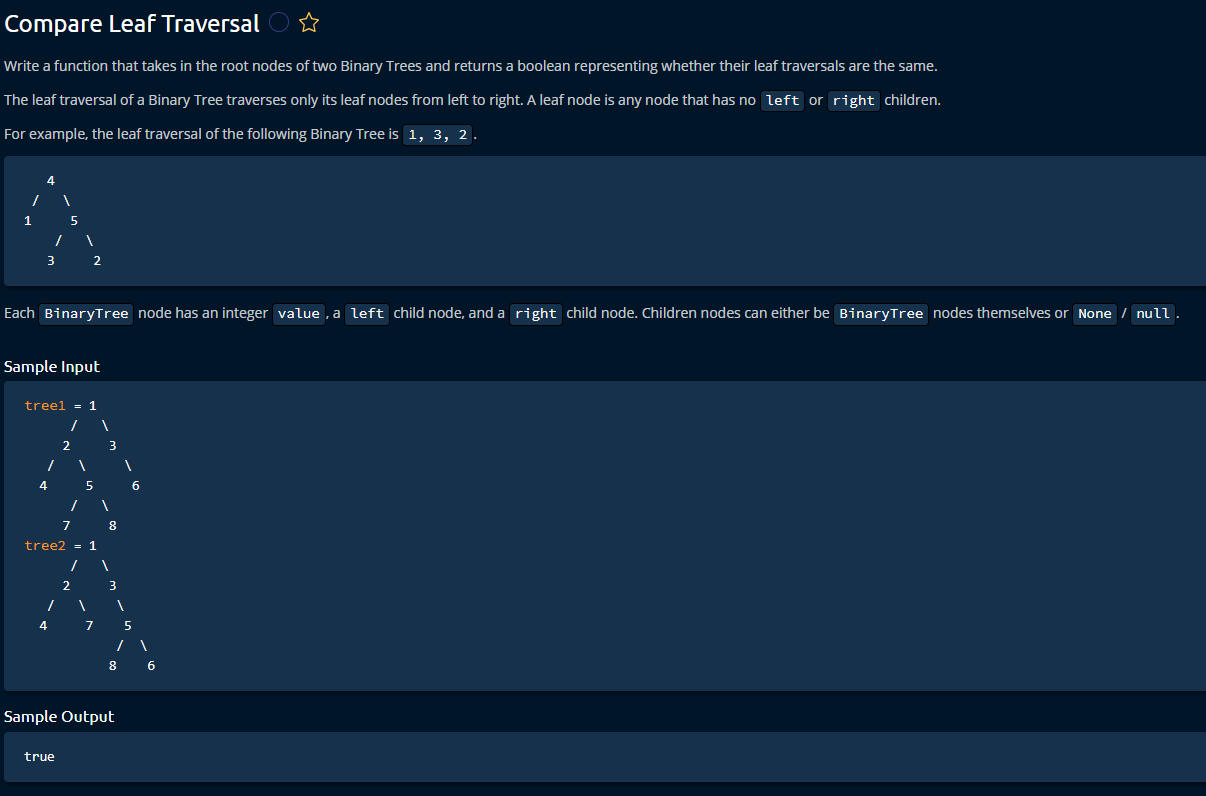 Compare Leaf Traversal
Write a function that takes in the root nodes of two Binary Trees and returns a boolean representing whether their leaf traversals are the same.
The leaf traversal of a Binary Tree traverses only its leaf nodes from left to right. A leaf node is any node that has no left or right children.
For example, the leaf traversal of the following Binary Tree is 1, 3, 2.
   4
 /   \
1     5
    /   \
   3     2
Each BinaryTree node has an integer value, a left child node, and a right child node. Children nodes can either be BinaryTree nodes themselves or None / null.
Sample Input
tree1 = 1
      /   \
     2     3
   /   \     \
  4     5     6
      /   \
     7     8
tree2 = 1
      /   \
     2     3
   /   \    \
  4     7    5
            / \
           8    6
Sample Output
true